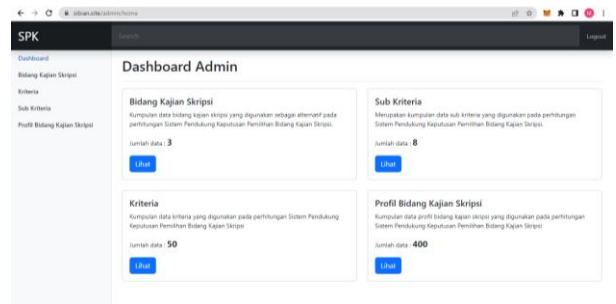 sibian.site/admin/home
SPK
Search
Logout
Dashboard
Bidang Kajian Skripsi
Kriteria
Sub Kriteria
Profil Bidang Kajian Skripsi
Dashboard Admin
Bidang Kajian Skripsi
Kumpulan data bidang kajian skripsi yang digunakan sebagai alternatif pada
perhitungan Sistem Pendukung Keputusan Pemilihan Bidang Kajian Skripsi.
Jumlah data : 3
Lihat
Sub Kriteria
Merupakan kumpulan data sub kriteria yang digunakan pada perhitungan
Sistem Pendukung Keputusan Pemilihan Bidang Kajian Skripsi.
Jumlah data : 8
Lihat
Kriteria
Kumpulan data kriteria yang digunakan pada perhitungan Sistem Pendukung
Keputusan Pemilihan Bidang Kajian Skripsi
Jumlah data : 50
Lihat
Profil Bidang Kajian Skripsi
Kumpulan data profil bidang kajian skripsi yang digunakan pada perhitungan
Sistem Pendukung Keputusan Pemilihan Bidang Kajian Skripsi
Jumlah data : 400
Lihat